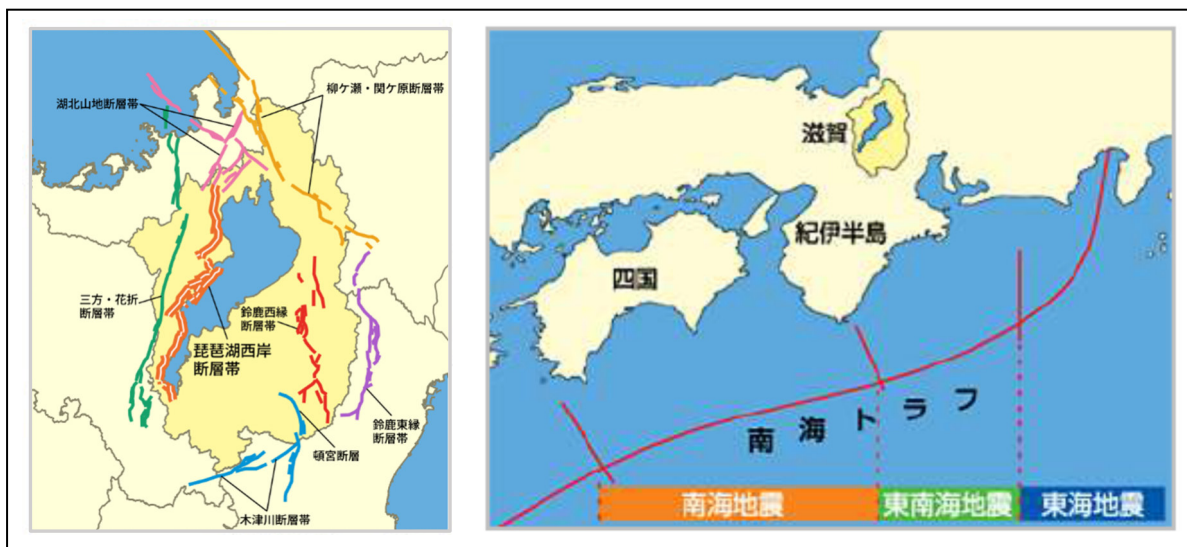 湖北山地断層帯
柳ケ瀬・関ケ原断層帯
三方・花折
断層帯
琵琶湖西岸
断層帯
鈴鹿西縁
断層帯
鈴鹿東縁
断層帯
頓宮断層
木津川断層帯
滋賀
紀伊半島
四国
南海トラフ
南海地震
東南海地震
東海地震